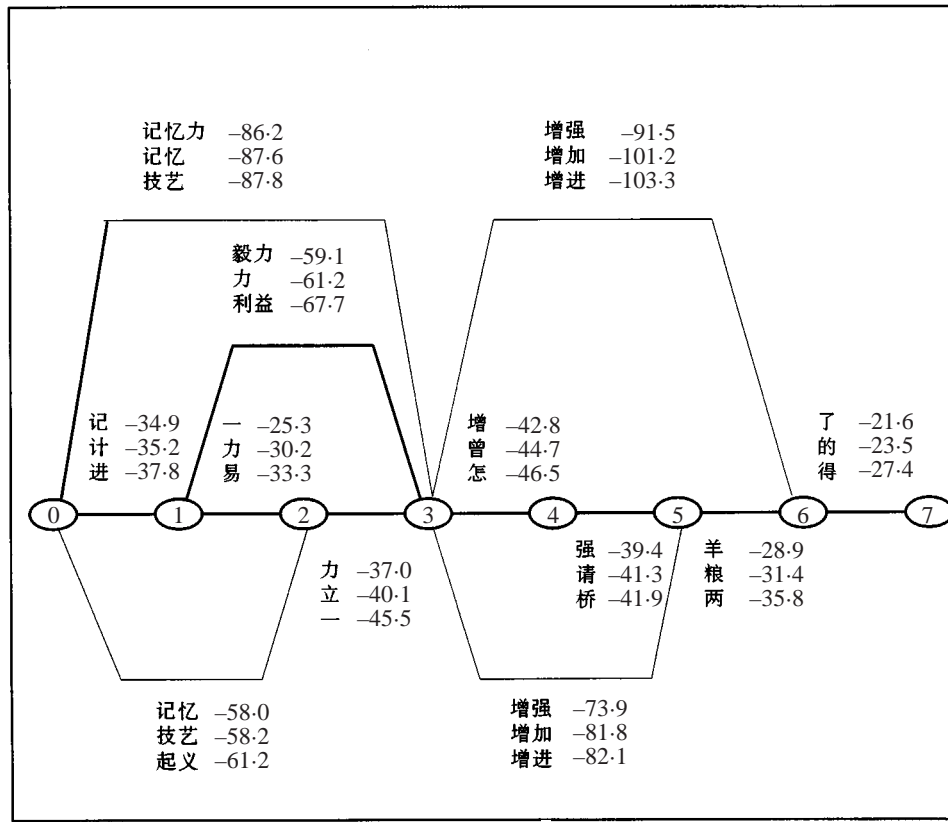 记忆力 –86·2
记忆 –87·6
技艺 –87·8
增强 –91·5
增加 –101·2
增进 –103·3
毅力 –59·1
力 –61·2
利益 –67·7
记 –34·9
计 –35·2
进 –37·8
一 –25·3
力 –30·2
易 –33·3
增 –42·8
曾 –44·7
怎 –46·5
了 –21·6
的 –23·5
得 –27·4
0 1 2 3 4 5 6 7
力 –37·0
立 –40·1
一 –45·5
强 –39·4
请 –41·3
桥 –41·9
羊 –28·9
粮 –31·4
两 –35·8
记忆 –58·0
技艺 –58·2
起义 –61·2
增强 –73·9
增加 –81·8
增进 –82·1